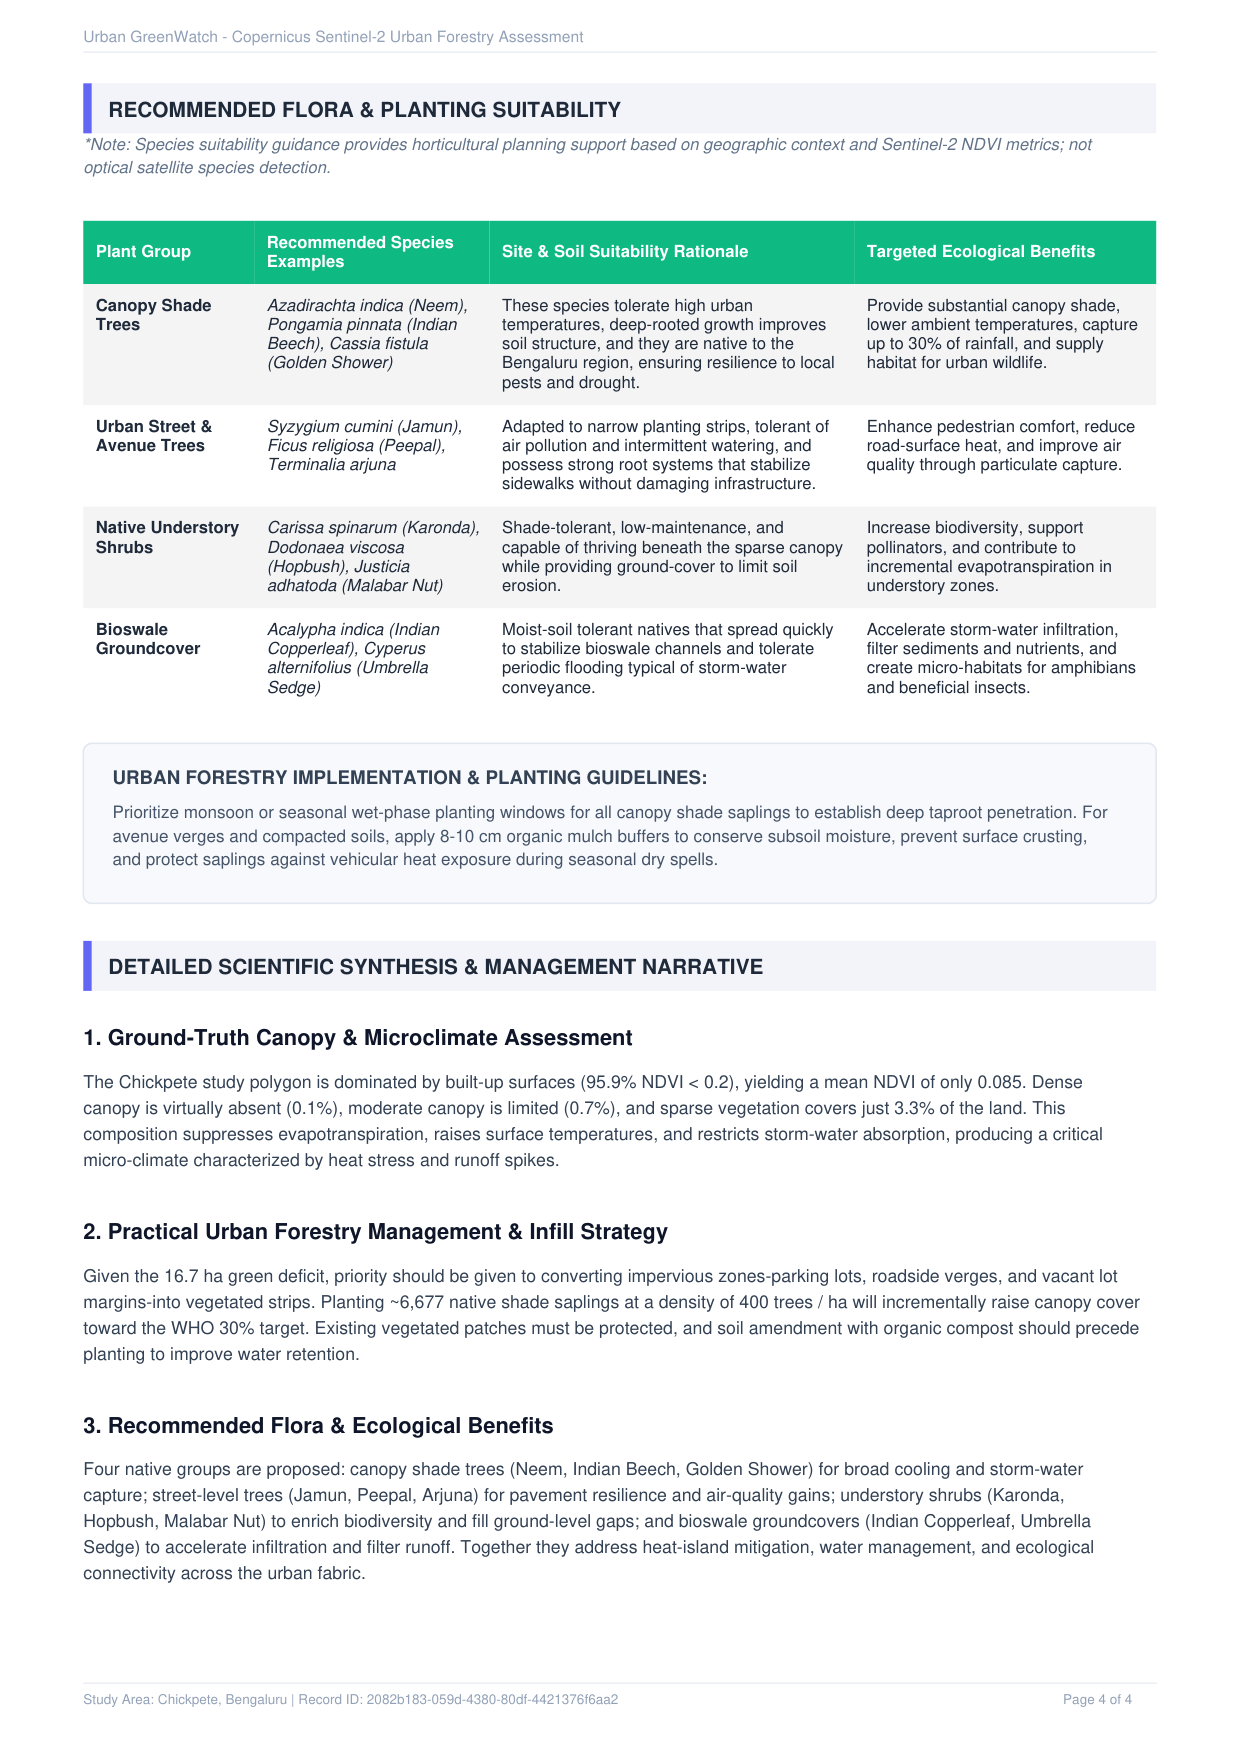 Urban GreenWatch - Copernicus Sentinel-2 Urban Forestry Assessment
RECOMMENDED FLORA & PLANTING SUITABILITY
*Note: Species suitability guidance provides horticultural planning support based on geographic context and Sentinel-2 NDVI metrics; not
optical satellite species detection.
Plant Group
Recommended Species
Examples
Site & Soil Suitability Rationale
Targeted Ecological Benefits
Canopy Shade
Trees
Azadirachta indica (Neem),
Pongamia pinnata (Indian
Beech), Cassia fistula
(Golden Shower)
These species tolerate high urban
temperatures, deep-rooted growth improves
soil structure, and they are native to the
Bengaluru region, ensuring resilience to local
pests and drought.
Provide substantial canopy shade,
lower ambient temperatures, capture
up to 30% of rainfall, and supply
habitat for urban wildlife.
Urban Street &
Avenue Trees
Syzygium cumini (Jamun),
Ficus religiosa (Peepal),
Terminalia arjuna
Adapted to narrow planting strips, tolerant of
air pollution and intermittent watering, and
possess strong root systems that stabilize
sidewalks without damaging infrastructure.
Enhance pedestrian comfort, reduce
road-surface heat, and improve air
quality through particulate capture.
Native Understory
Shrubs
Carissa spinarum (Karonda),
Dodonaea viscosa
(Hopbush), Justicia
adhatoda (Malabar Nut)
Shade-tolerant, low-maintenance, and
capable of thriving beneath the sparse canopy
while providing ground-cover to limit soil
erosion.
Increase biodiversity, support
pollinators, and contribute to
incremental evapotranspiration in
understory zones.
Bioswale
Groundcover
Acalypha indica (Indian
Copperleaf), Cyperus
alternifolius (Umbrella
Sedge)
Moist-soil tolerant natives that spread quickly
to stabilize bioswale channels and tolerate
periodic flooding typical of storm-water
conveyance.
Accelerate storm-water infiltration,
filter sediments and nutrients, and
create micro-habitats for amphibians
and beneficial insects.
URBAN FORESTRY IMPLEMENTATION & PLANTING GUIDELINES:
Prioritize monsoon or seasonal wet-phase planting windows for all canopy shade saplings to establish deep taproot penetration. For
avenue verges and compacted soils, apply 8-10 cm organic mulch buffers to conserve subsoil moisture, prevent surface crusting,
and protect saplings against vehicular heat exposure during seasonal dry spells.
DETAILED SCIENTIFIC SYNTHESIS & MANAGEMENT NARRATIVE
1. Ground-Truth Canopy & Microclimate Assessment
The Chickpete study polygon is dominated by built-up surfaces (95.9% NDVI < 0.2), yielding a mean NDVI of only 0.085. Dense
canopy is virtually absent (0.1%), moderate canopy is limited (0.7%), and sparse vegetation covers just 3.3% of the land. This
composition suppresses evapotranspiration, raises surface temperatures, and restricts storm-water absorption, producing a critical
micro-climate characterized by heat stress and runoff spikes.
2. Practical Urban Forestry Management & Infill Strategy
Given the 16.7 ha green deficit, priority should be given to converting impervious zones-parking lots, roadside verges, and vacant lot
margins-into vegetated strips. Planting ~6,677 native shade saplings at a density of 400 trees / ha will incrementally raise canopy cover
toward the WHO 30% target. Existing vegetated patches must be protected, and soil amendment with organic compost should precede
planting to improve water retention.
3. Recommended Flora & Ecological Benefits
Four native groups are proposed: canopy shade trees (Neem, Indian Beech, Golden Shower) for broad cooling and storm-water
capture; street-level trees (Jamun, Peepal, Arjuna) for pavement resilience and air-quality gains; understory shrubs (Karonda,
Hopbush, Malabar Nut) to enrich biodiversity and fill ground-level gaps; and bioswale groundcovers (Indian Copperleaf, Umbrella
Sedge) to accelerate infiltration and filter runoff. Together they address heat-island mitigation, water management, and ecological
connectivity across the urban fabric.
Study Area: Chickpete, Bengaluru | Record ID: 2082b183-059d-4380-80df-4421376f6aa2
Page 4 of 4